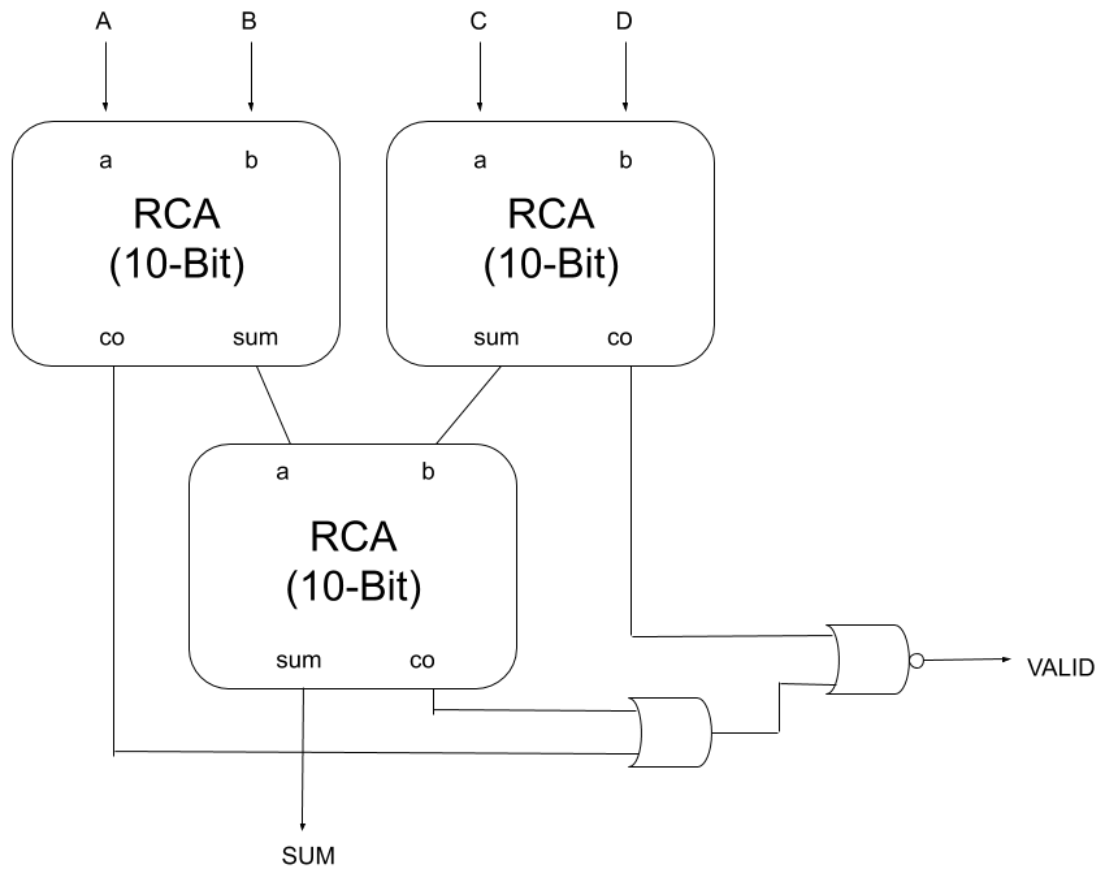 A B C D
a b a b
RCA RCA
(10-Bit) (10-Bit)
co sum sum co
a b
RCA
(10-Bit)
sum co
VALID
SUM